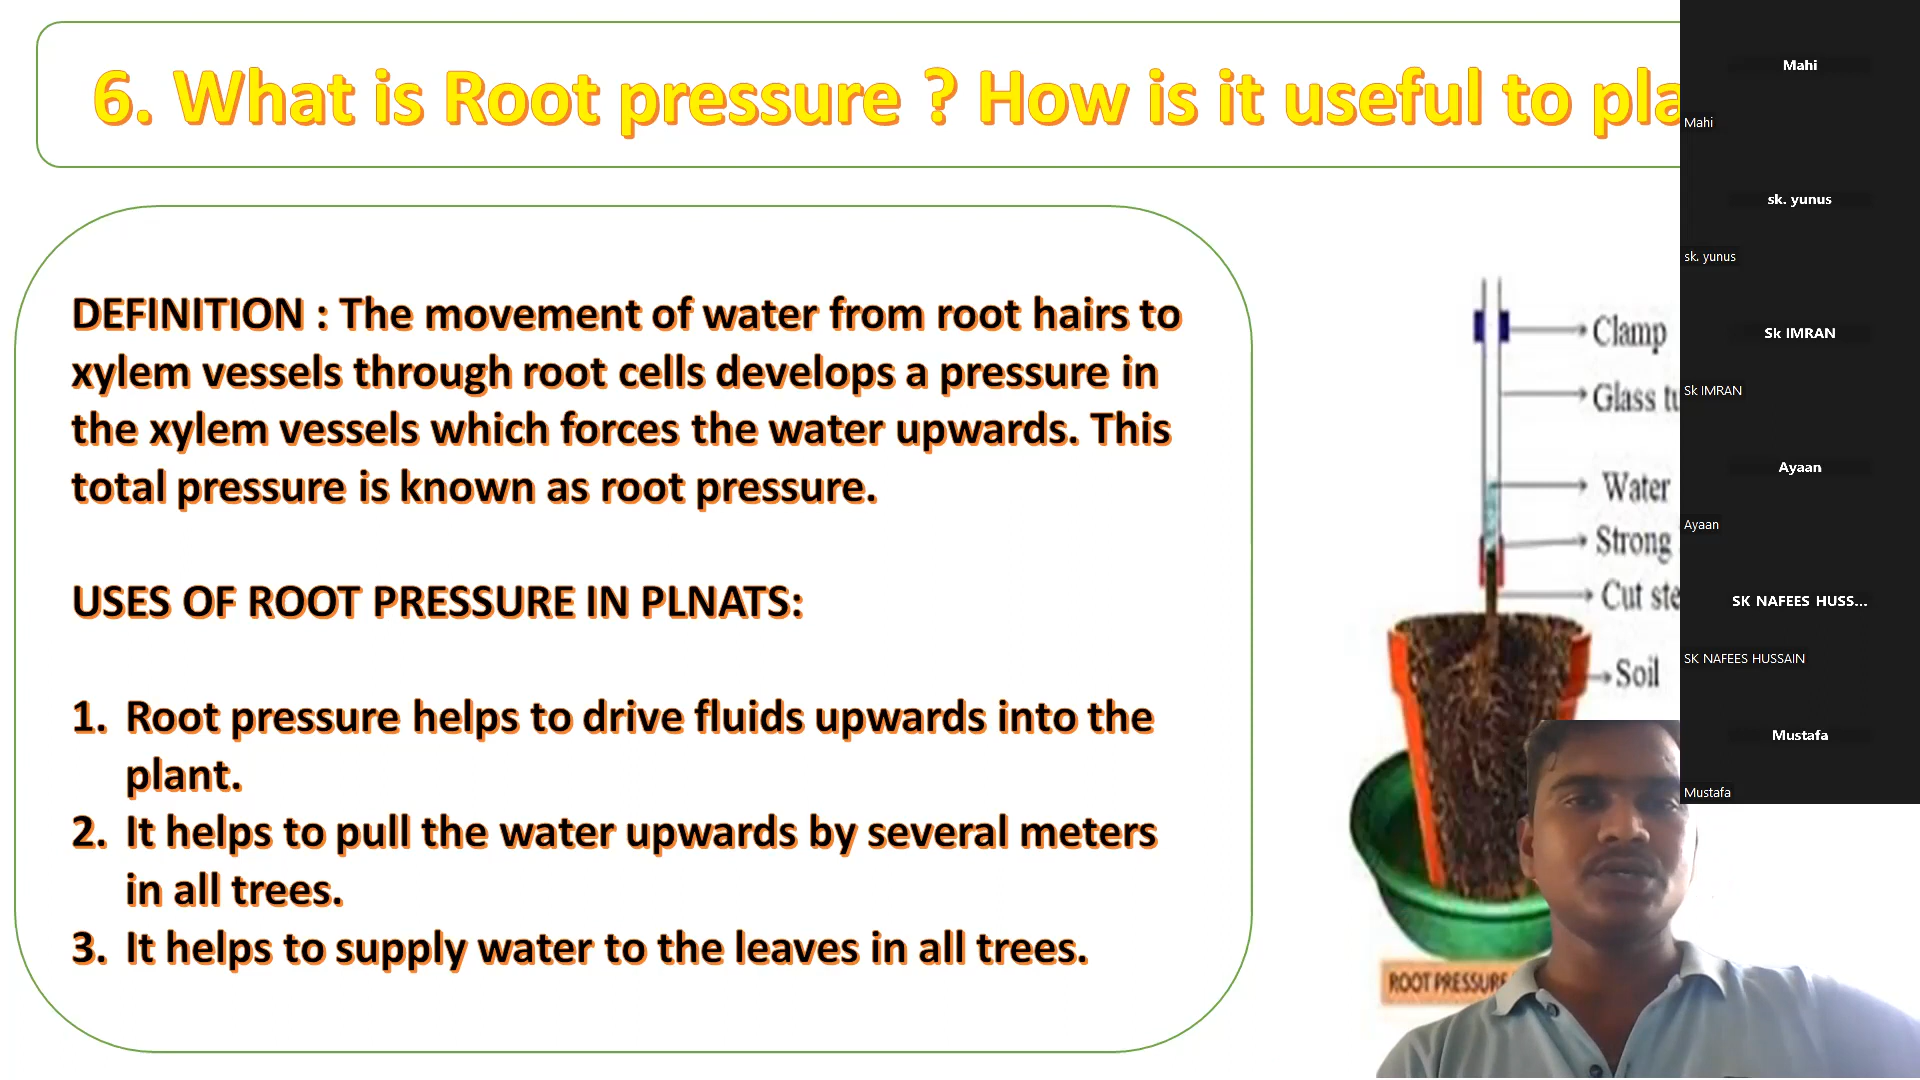 6. What is Root pressure ? How is it useful to
DEFINITION : The movement of water from root hairs to
xylem vessels through root cells develops a pressure in
the xylem vessels which forces the water upwards. This
total pressure is known as root pressure.
USES OF ROOT PRESSURE IN PLNATS:
1. Root pressure helps to drive fluids upwards into the
plant.
2. It helps to pull the water upwards by several meters
in all trees.
3. It helps to supply water to the leaves in all trees.
Clamp
Glass
Water
Strong
Cut
Soil
ROOT PRESSURE
Mahi
Mahi
sk. yunus
sk. yunus
Sk IMRAN
Sk IMRAN
Ayaan
Ayaan
SK NAFEES HUSS...
SK NAFEES HUSSAIN
Mustafa
Mustafa